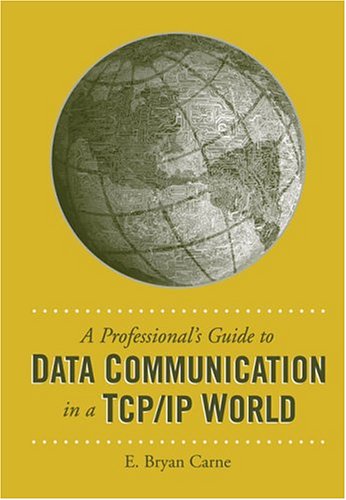 A Professional's Guide to
DATA COMMUNICATION
in a TCP/IP WORLD
E. Bryan Carne